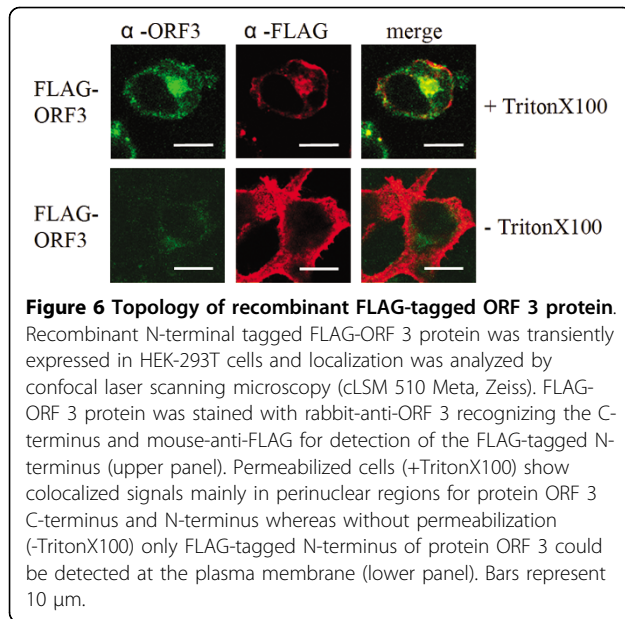 α -ORF3 α -FLAG merge
FLAG-
ORF3
+ TritonX100
FLAG-
ORF3
- TritonX100
Figure 6 Topology of recombinant FLAG-tagged ORF 3 protein.
Recombinant N-terminal tagged FLAG-ORF 3 protein was transiently
expressed in HEK-293T cells and localization was analyzed by
confocal laser scanning microscopy (cLSM 510 Meta, Zeiss). FLAG-
ORF 3 protein was stained with rabbit-anti-ORF 3 recognizing the C-
terminus and mouse-anti-FLAG for detection of the FLAG-tagged N-
terminus (upper panel). Permeabilized cells (+TritonX100) show
colocalized signals mainly in perinuclear regions for protein ORF 3
C-terminus and N-terminus whereas without permeabilization
(-TritonX100) only FLAG-tagged N-terminus of protein ORF 3 could
be detected at the plasma membrane (lower panel). Bars represent
10 μm.